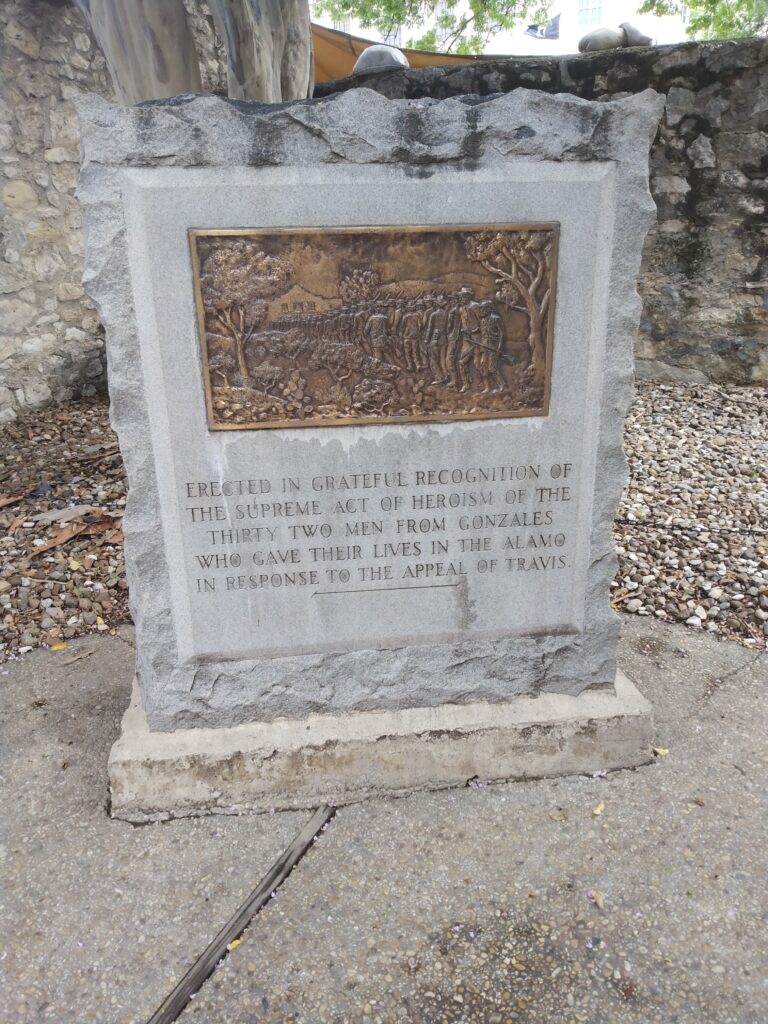 ERECTED IN GRATEFUL RECOGNITION OF
THE SUPREME ACT OF HEROISM OF THE
THIRTY TWO MEN FROM GONZALES
WHO GAVE THEIR LIVES IN THE ALAMO
IN RESPONSE TO THE APPEAL OF TRAVIS.